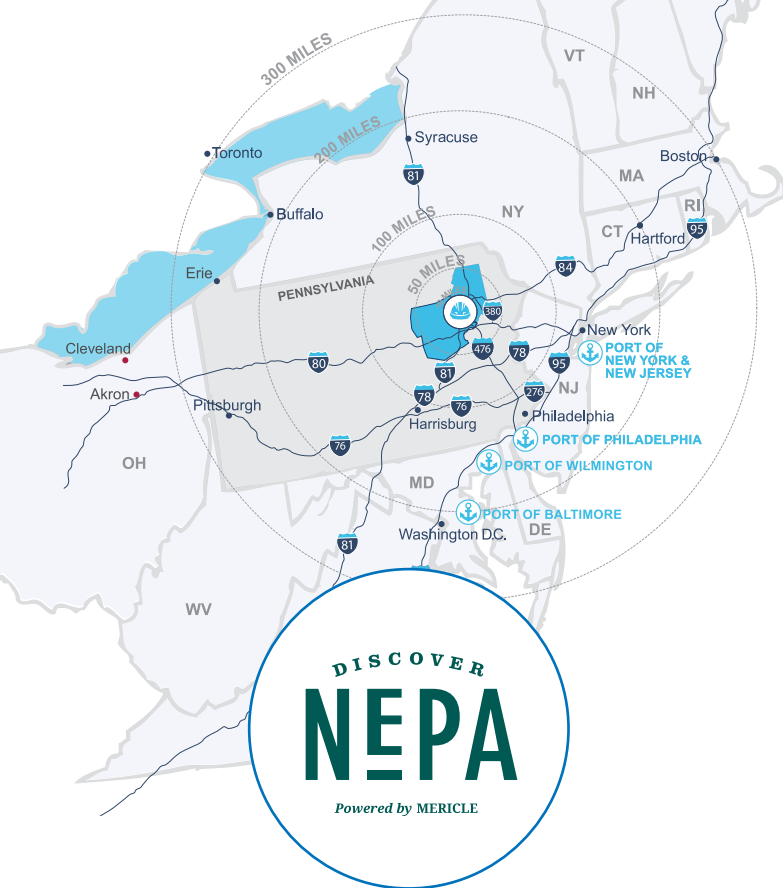 300 MILES
VT
NH
200 MILES
Toronto
Syracuse
Boston
81
MA
RI
Buffalo
100 MILES
NY
CT
95
Hartford
Erie
50 MILES
84
PENNSYLVANIA
380
New York
Cleveland
80
476
78
95
PORT OF
NEW YORK &
NEW JERSEY
81
Akron
78
76
276
NJ
Pittsburgh
Harrisburg
Philadelphia
76
PORT OF PHILADELPHIA
OH
PORT OF WILMINGTON
MD
PORT OF BALTIMORE
Washington D.C.
DE
81
WV
DISCOVER
NEPA
Powered by MERICLE